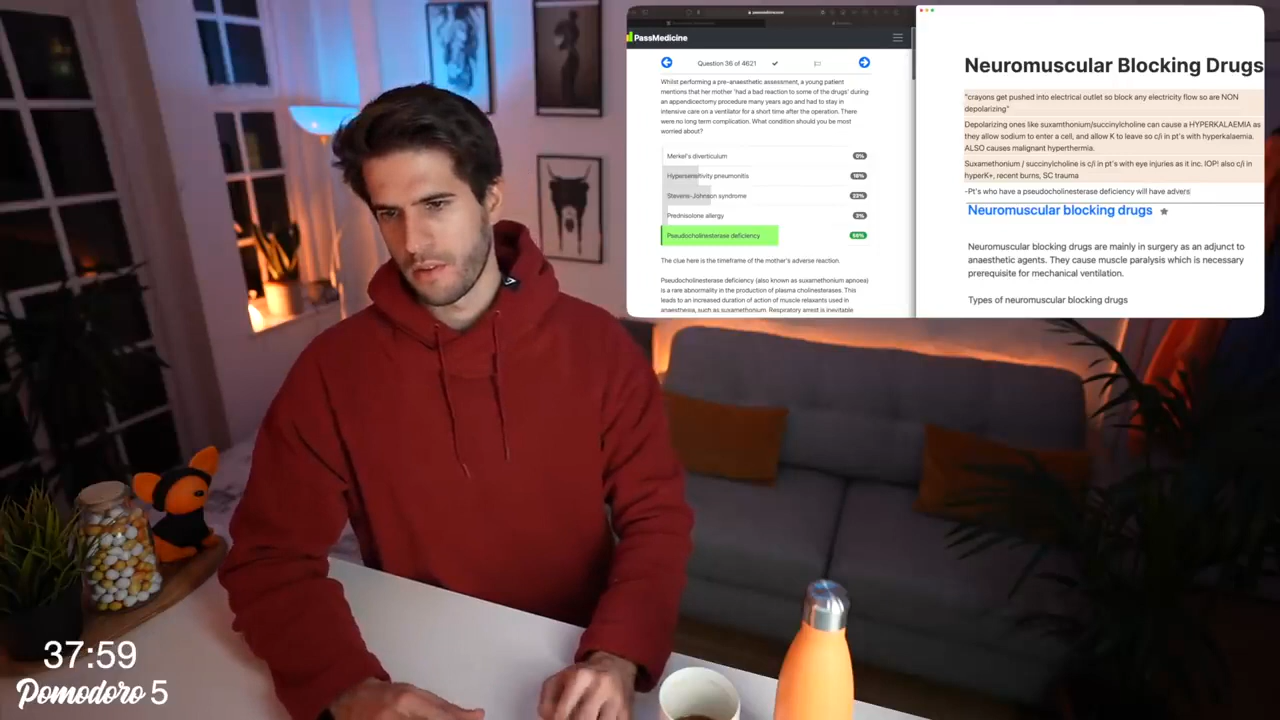 PassMedicine
Question 36 of 4621
Whilst performing a pre-anaesthetic assessment, a young patient
mentions that her mother 'had a bad reaction to some of the drugs' during
an appendicectomy procedure many years ago and had to stay in
intensive care on a ventilator for a short time after the operation. There
were no long term complication. What condition should you be most
worried about?
Merkel's diverticulum 0%
Hypersensitivity pneumonitis 18%
Stevens-Johnson syndrome 23%
Prednisolone allergy 3%
Pseudocholinesterase deficiency 56%
The clue here is the timeframe of the mother's adverse reaction.
Pseudocholinesterase deficiency (also known as suxamethonium apnoea)
is a rare abnormality in the production of plasma cholinesterases. This
leads to an increased duration of action of muscle relaxants used in
anaesthesia, such as suxamethonium. Respiratory arrest is inevitable
Neuromuscular Blocking Drugs
"crayons get pushed into electrical outlet so block any electricity flow so are NON
depolarizing"
Depolarizing ones like suxamthonium/succinylcholine can cause a HYPERKALAEMIA as
they allow sodium to enter a cell, and allow K to leave so c/i in pt's with hyperkalaemia.
ALSO causes malignant hyperthermia.
Suxamethonium / succinylcholine is c/i in pt's with eye injuries as it inc. IOP! also c/i in
hyperK+, recent burns, SC trauma
-Pt's who have a pseudocholinesterase deficiency will have advers
Neuromuscular blocking drugs
Neuromuscular blocking drugs are mainly in surgery as an adjunct to
anaesthetic agents. They cause muscle paralysis which is necessary
prerequisite for mechanical ventilation.
Types of neuromuscular blocking drugs
37:59
Pomodoro 5